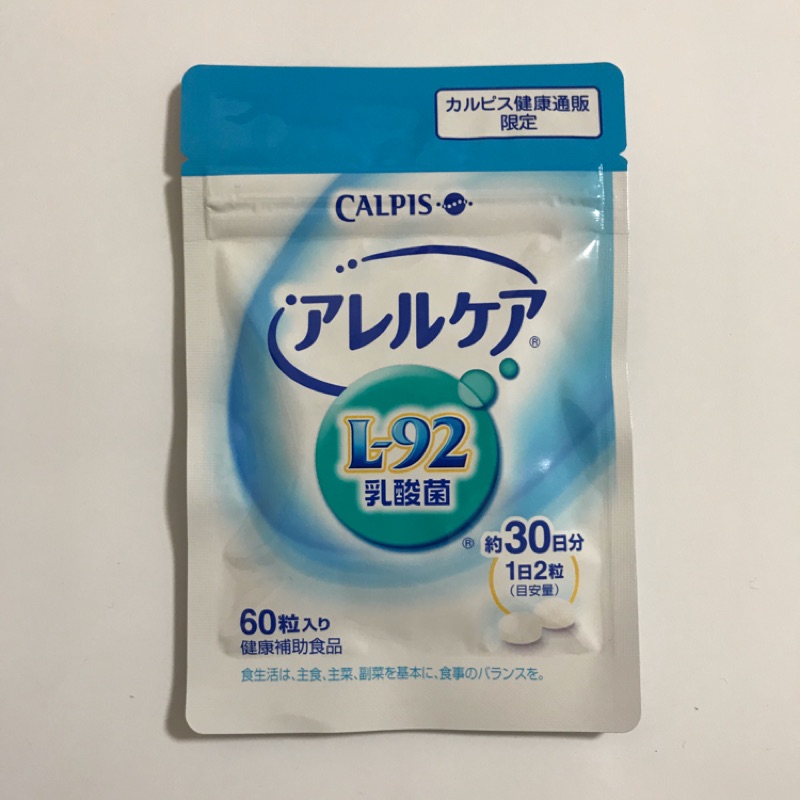 カルピス健康通販
限定
CALPIS
アレルケア®
L-92
乳酸菌
®
約30日分
1日2粒
(目安量)
60粒入り
健康補助食品
食生活は、主食、主菜、副菜を基本に、食事のバランスを。